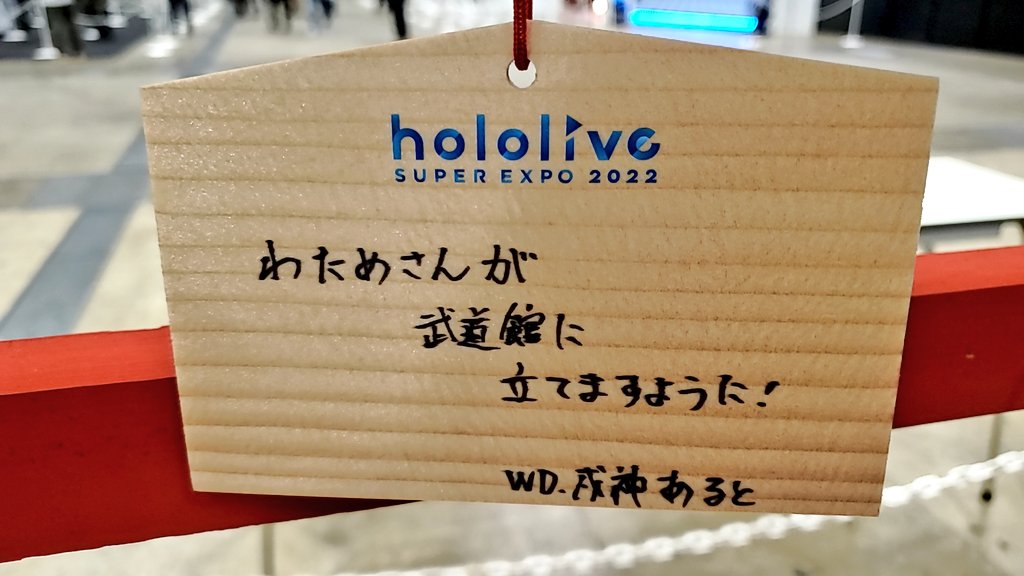 hololive
SUPER EXPO 2022
わためさんが
武道館に
立てますように!
WD.戌神あると